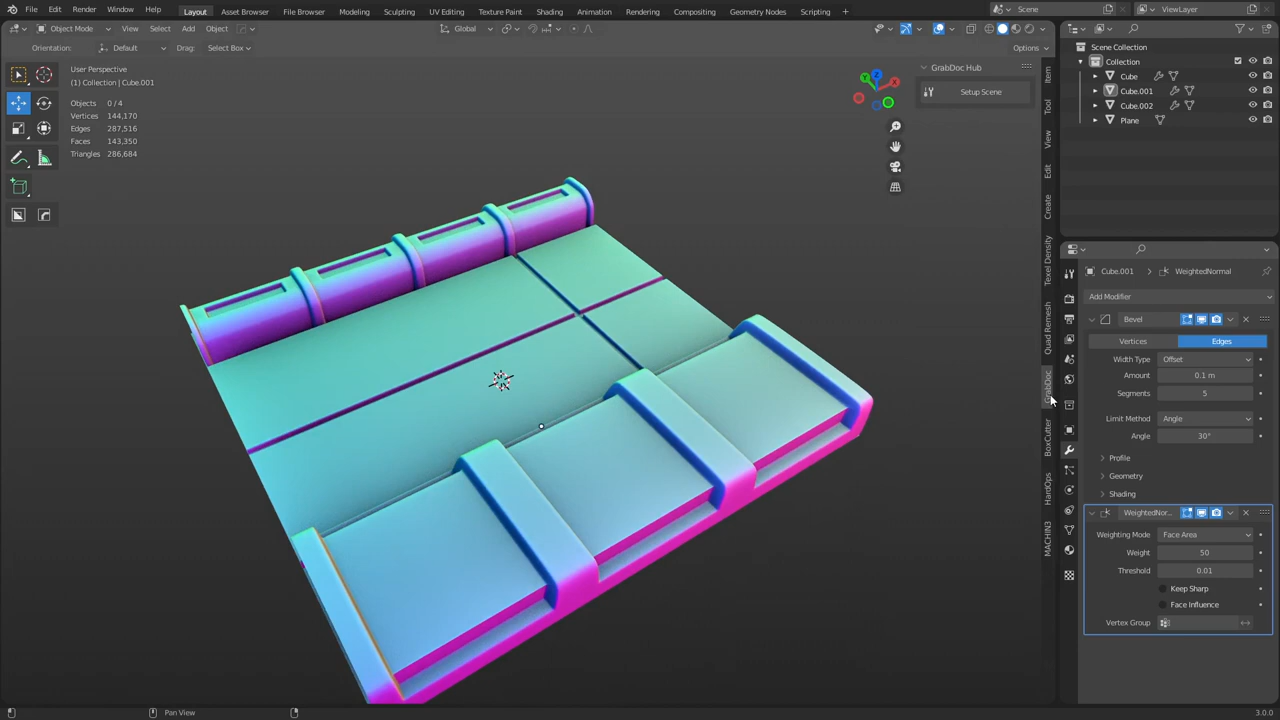 File Edit Render Window Help Layout Asset Browser File Browser Modeling Sculpting UV Editing Texture Paint Shading Animation Rendering Compositing Geometry Nodes Scripting + Scene ViewLayer
Object Mode View Select Add Object Global
Orientation: Default Drag: Select Box Options
User Perspective
(1) Collection | Cube.001
Objects 0 / 4
Vertices 144,170
Edges 287,516
Faces 143,350
Triangles 286,684
Z
Y
X
GrabDoc Hub
Setup Scene
Item
Tool
View
Edit
Create
Texel Density
Quad Remesh
GrabDoc
BoxCutter
HardOps
MACHIN3
Scene Collection
Collection
Cube
Cube.001
Cube.002
Plane
Cube.001 WeightedNormal
Add Modifier
Bevel
Vertices Edges
Width Type Offset
Amount 0.1 m
Segments 5
Limit Method Angle
Angle 30°
Profile
Geometry
Shading
WeightedNor...
Weighting Mode Face Area
Weight 50
Threshold 0.01
Keep Sharp
Face Influence
Vertex Group
Pan View
3.0.0